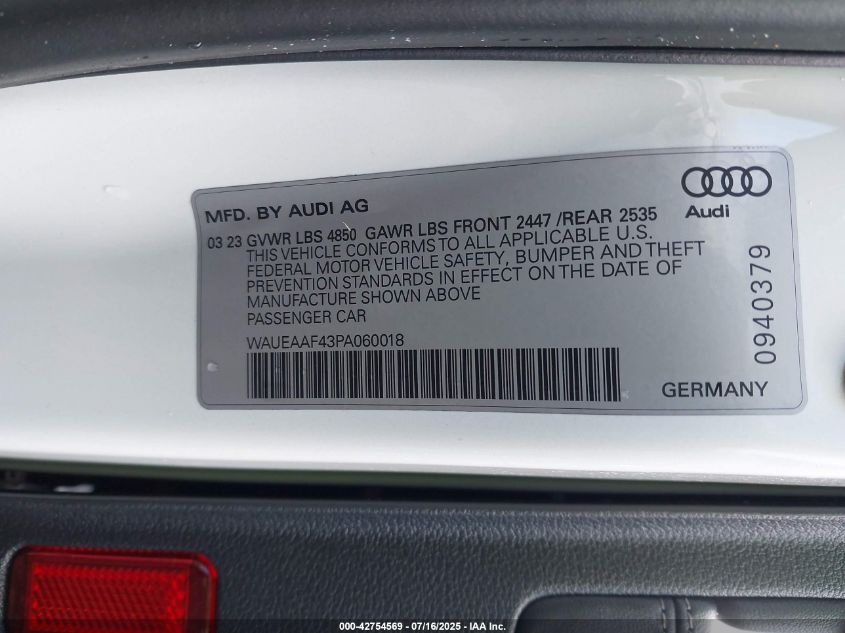 MFD. BY AUDI AG
Audi
03 23 GVWR LBS 4850 GAWR LBS FRONT 2447 /REAR 2535
THIS VEHICLE CONFORMS TO ALL APPLICABLE U.S.
FEDERAL MOTOR VEHICLE SAFETY, BUMPER AND THEFT
PREVENTION STANDARDS IN EFFECT ON THE DATE OF
MANUFACTURE SHOWN ABOVE
PASSENGER CAR
0940379
WAUEAAF43PA060018
GERMANY
000-42754569 - 07/16/2025 - IAA Inc.